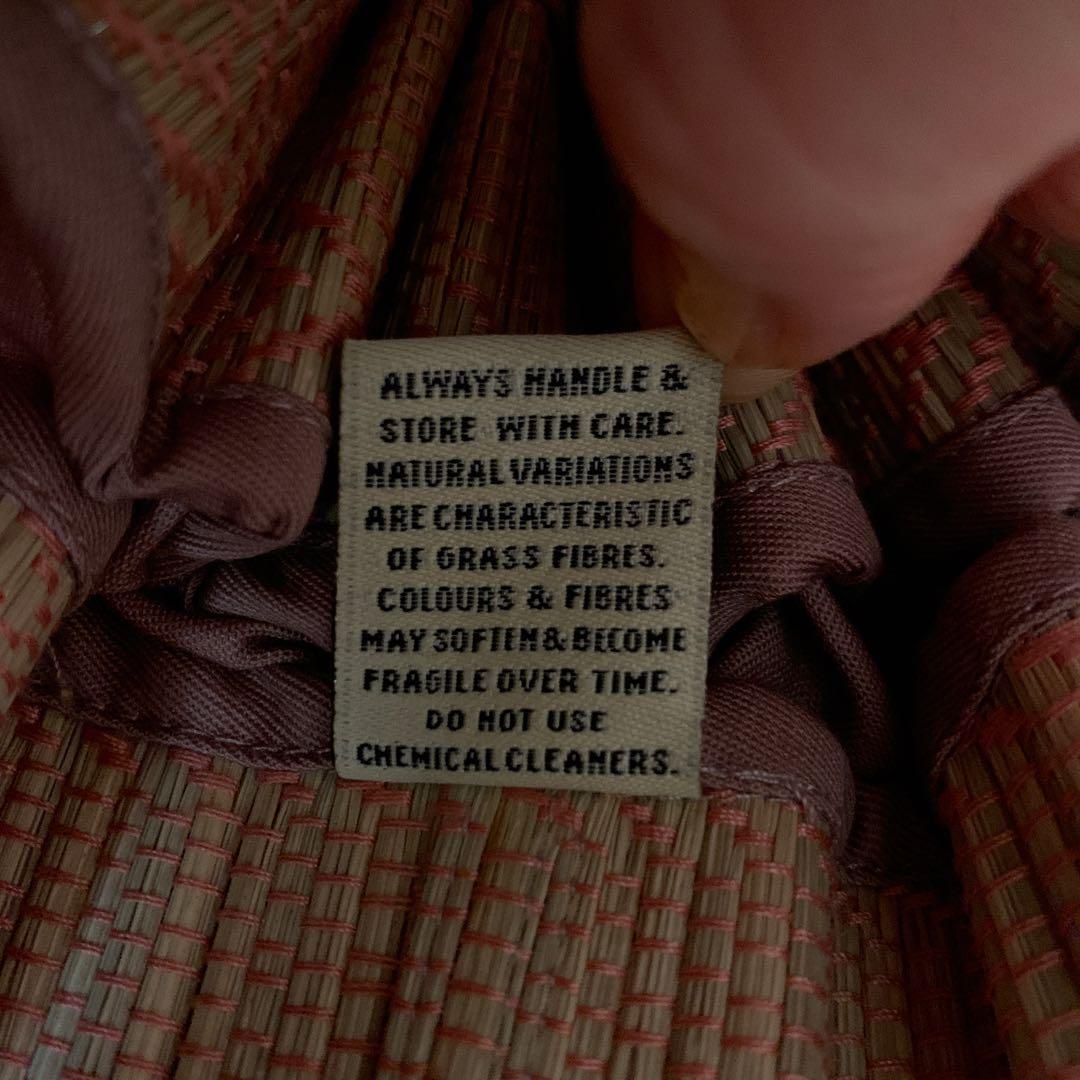 ALWAYS HANDLE &
STORE WITH CARE.
NATURAL VARIATIONS
ARE CHARACTERISTIC
OF GRASS FIBRES.
COLOURS & FIBRES
MAY SOFTEN & BECOME
FRAGILE OVER TIME.
DO NOT USE
CHEMICAL CLEANERS.